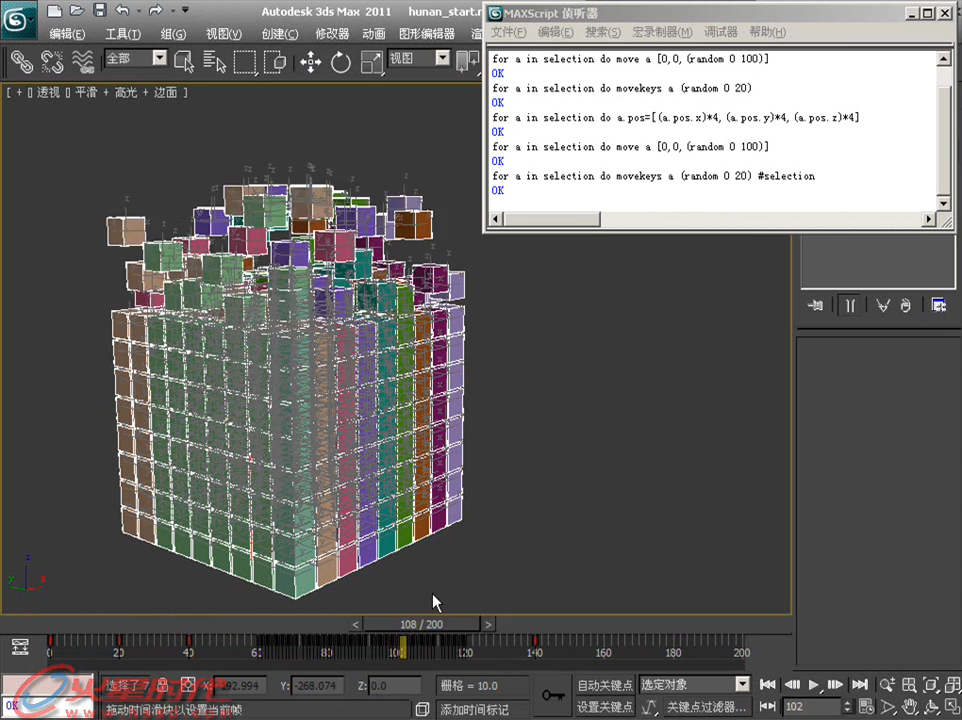 Autodesk 3ds Max 2011 hunan_start.m
编辑(E) 工具(T) 组(G) 视图(V) 创建(C) 修改器 动画 图形编辑器
全部 视图
[ + [] 透视 [] 平滑 + 高光 + 边面 ]
MAXScript 侦听器
文件(F) 编辑(E) 搜索(S) 宏录制器(M) 调试器 帮助(H)
for a in selection do move a [0,0,(random 0 100)]
OK
for a in selection do movekeys a (random 0 20)
OK
for a in selection do a.pos=[(a.pos.x)*4,(a.pos.y)*4,(a.pos.z)*4]
OK
for a in selection do move a [0,0,(random 0 100)]
OK
for a in selection do movekeys a (random 0 20) #selection
OK
< 108 / 200 >
0 20 40 80 120 140 160 180 200
选择了 Y: -268.074 Z: 0.0 栅格 = 10.0 自动关键点 选定对象
OK 拖动时间滑块以设置当前帧 添加时间标记 设置关键点 关键点过滤器... 102
火星时代